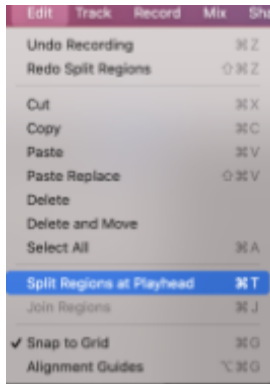 Edit Track Record Mix Sha
Undo Recording ⌘Z
Redo Split Regions ⇧⌘Z
Cut ⌘X
Copy ⌘C
Paste ⌘V
Paste Replace ⇧⌘V
Delete
Delete and Move
Select All ⌘A
Split Regions at Playhead ⌘T
Join Regions ⌘J
✓ Snap to Grid ⌘G
Alignment Guides ⌥⌘G